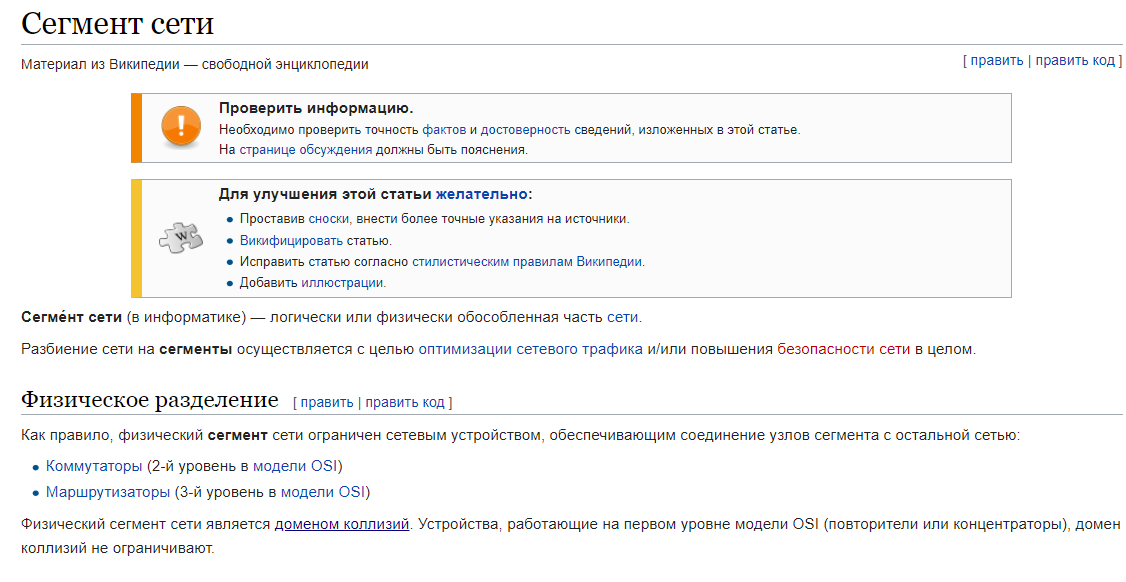 Сегмент сети
Материал из Википедии — свободной энциклопедии
[ править | править код ]
Проверить информацию.
Необходимо проверить точность фактов и достоверность сведений, изложенных в этой статье.
На странице обсуждения должны быть пояснения.
W
Для улучшения этой статьи желательно:
• Проставив сноски, внести более точные указания на источники.
• Викифицировать статью.
• Исправить статью согласно стилистическим правилам Википедии.
• Добавить иллюстрации.
Сегме́нт сети (в информатике) — логически или физически обособленная часть сети.
Разбиение сети на сегменты осуществляется с целью оптимизации сетевого трафика и/или повышения безопасности сети в целом.
Физическое разделение [ править | править код ]
Как правило, физический сегмент сети ограничен сетевым устройством, обеспечивающим соединение узлов сегмента с остальной сетью:
• Коммутаторы (2-й уровень в модели OSI)
• Маршрутизаторы (3-й уровень в модели OSI)
Физический сегмент сети является доменом коллизий. Устройства, работающие на первом уровне модели OSI (повторители или концентраторы), домен
коллизий не ограничивают.